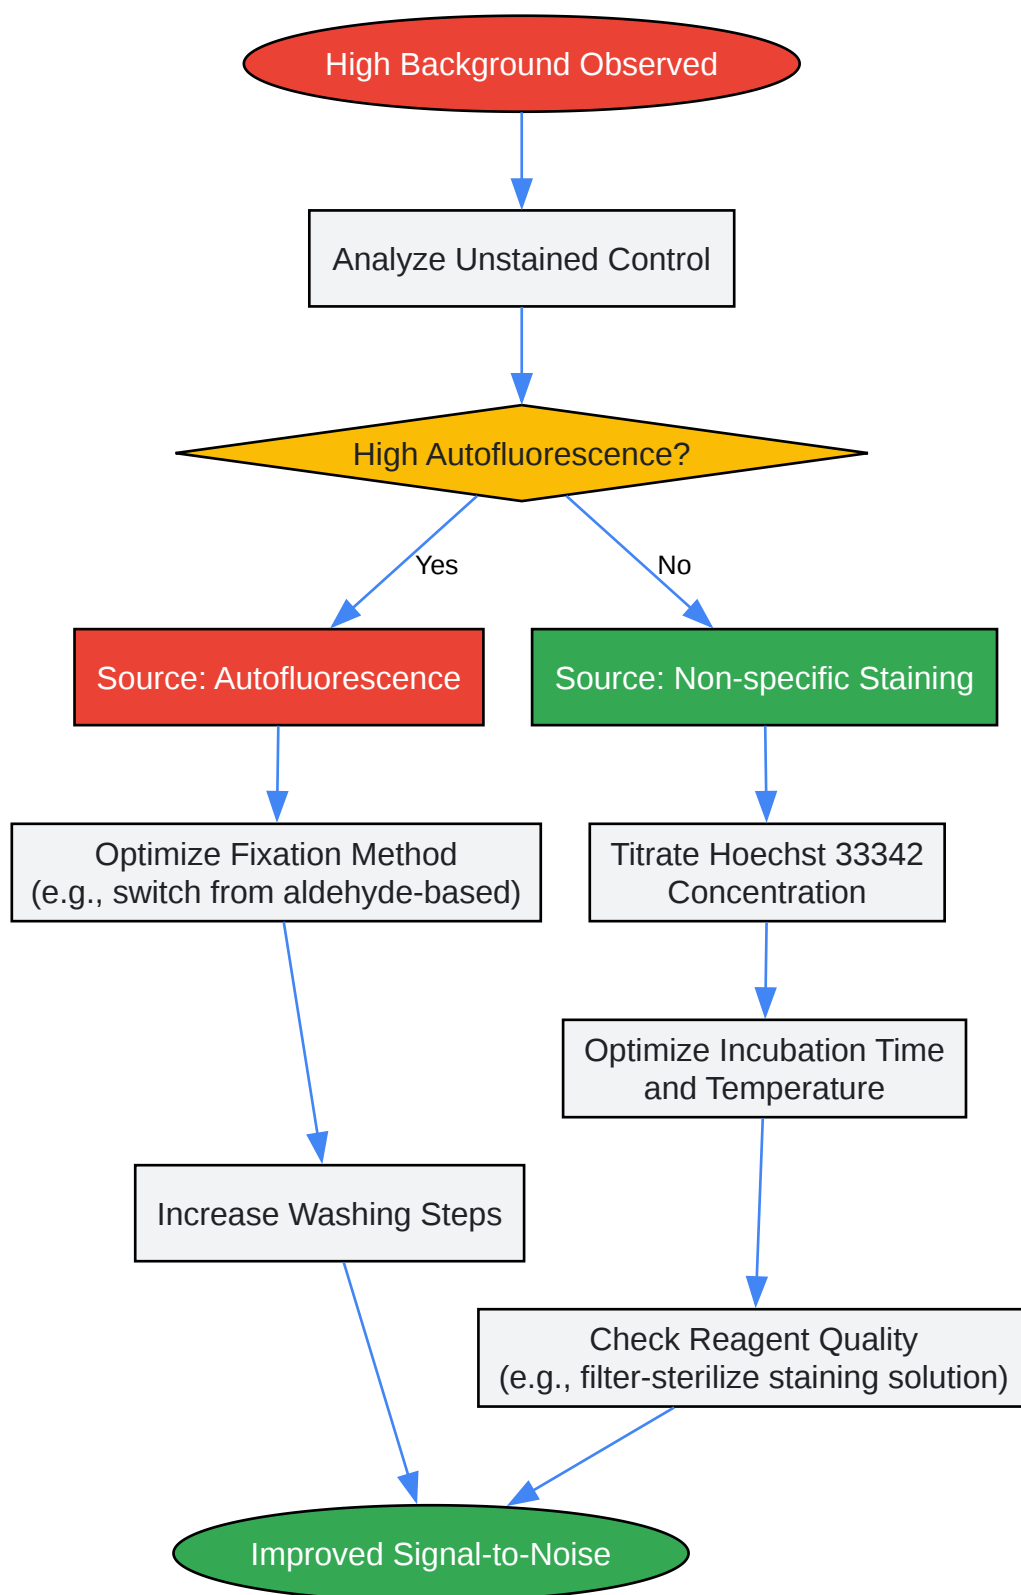 High Background Observed
Analyze Unstained Control
High Autofluorescence?
Yes
No
Source: Autofluorescence
Source: Non-specific Staining
Optimize Fixation Method
(e.g., switch from aldehyde-based)
Titrate Hoechst 33342
Concentration
Optimize Incubation Time
and Temperature
Increase Washing Steps
Check Reagent Quality
(e.g., filter-sterilize staining solution)
Improved Signal-to-Noise